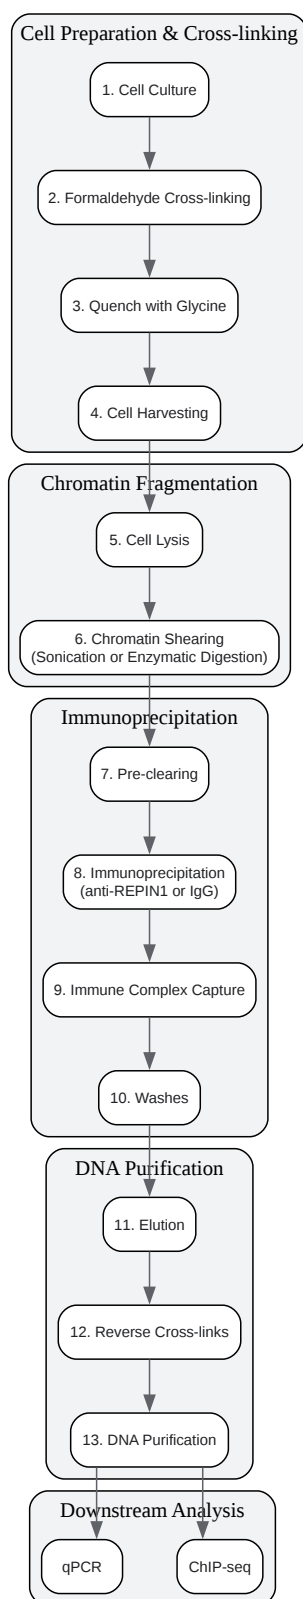 Cell Preparation & Cross-linking
1. Cell Culture
2. Formaldehyde Cross-linking
3. Quench with Glycine
4. Cell Harvesting
Chromatin Fragmentation
5. Cell Lysis
6. Chromatin Shearing
(Sonication or Enzymatic Digestion)
Immunoprecipitation
7. Pre-clearing
8. Immunoprecipitation
(anti-REPIN1 or IgG)
9. Immune Complex Capture
10. Washes
DNA Purification
11. Elution
12. Reverse Cross-links
13. DNA Purification
Downstream Analysis
qPCR
ChIP-seq